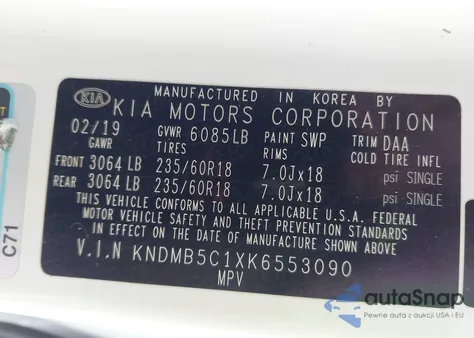 MANUFACTURED IN KOREA BY
KIA KIA MOTORS CORPORATION
02/19 GVWR 6085LB PAINT SWP TRIM DAA
GAWR TIRES RIMS COLD TIRE INFL
FRONT 3064 LB 235/60R18 7.0Jx18 psi SINGLE
REAR 3064 LB 235/60R18 7.0Jx18 psi SINGLE
THIS VEHICLE CONFORMS TO ALL APPLICABLE U.S.A. FEDERAL
MOTOR VEHICLE SAFETY AND THEFT PREVENTION STANDARDS
IN EFFECT ON THE DATE OF MANUFACTURE SHOWN ABOVE.
V.I.N KNDMB5C1XK6553090
MPV
C71
autoSnap
Pewne auta z aukcji USA i EU